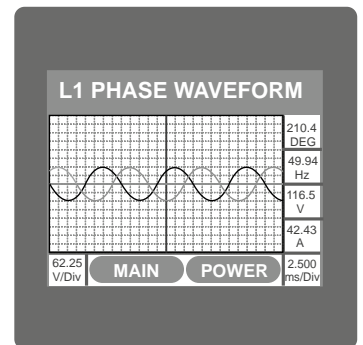 L1 PHASE WAVEFORM
210.4
DEG
49.94
Hz
116.5
V
42.43
A
62.25
V/Div
MAIN
POWER
2.500
ms/Div